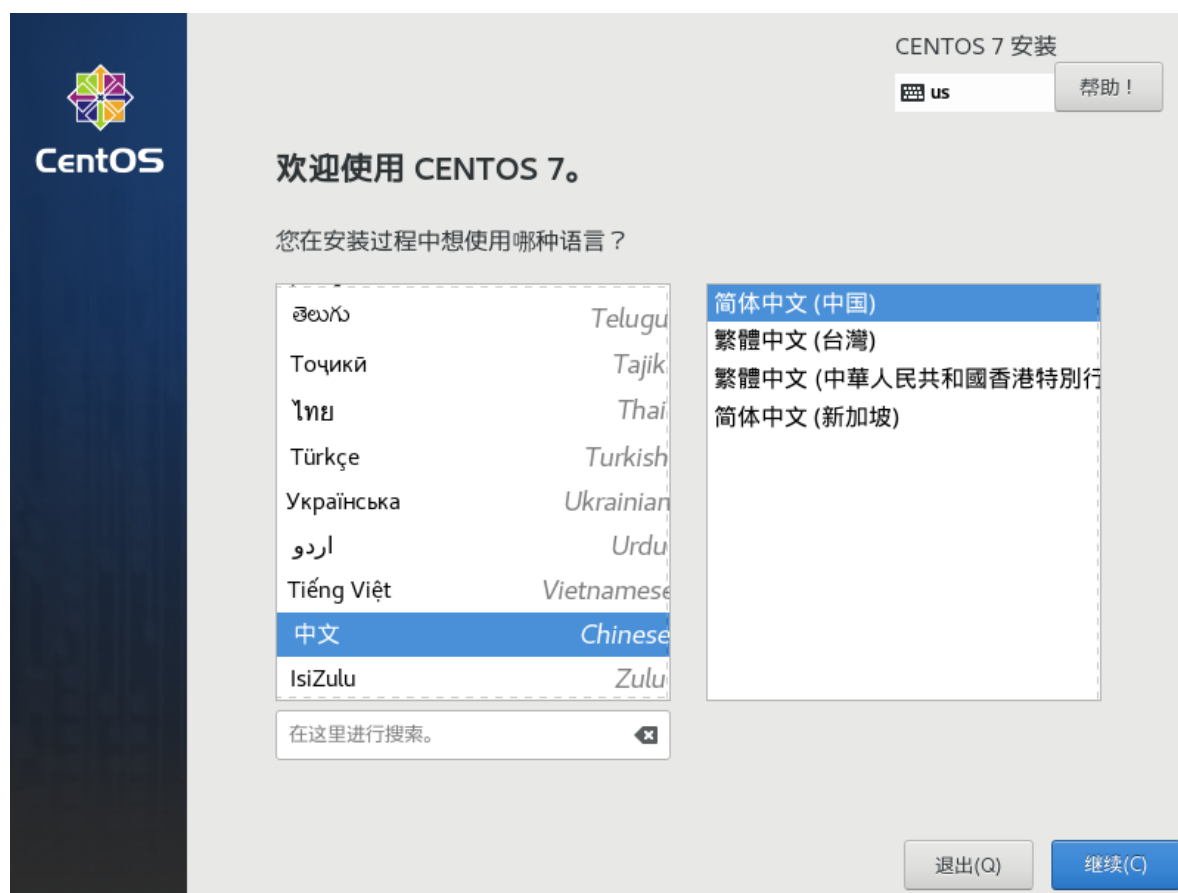 CENTOS 7 安装
us
帮助！
CentOS
欢迎使用 CENTOS 7。
您在安装过程中想使用哪种语言？
తెలుగు Telugu
Тоҷикӣ Tajik
ไทย Thai
Türkçe Turkish
Українська Ukrainian
اردو Urdu
Tiếng Việt Vietnamese
中文 Chinese
IsiZulu Zulu
简体中文 (中国)
繁體中文 (台灣)
繁體中文 (中華人民共和國香港特別行
简体中文 (新加坡)
在这里进行搜索。
退出(Q)
继续(C)